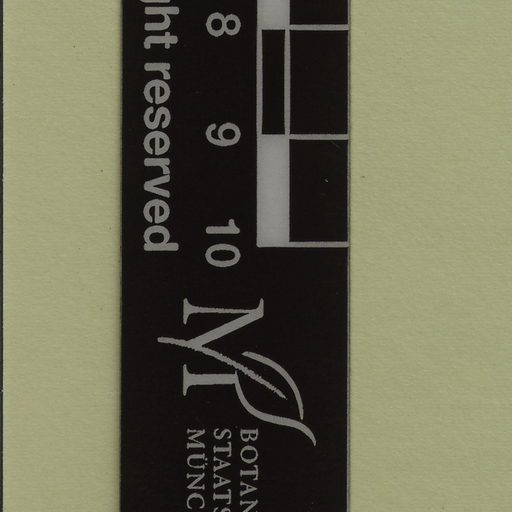 8 9 10
ght reserved
M
BOTAN
STAATS
MÜNC